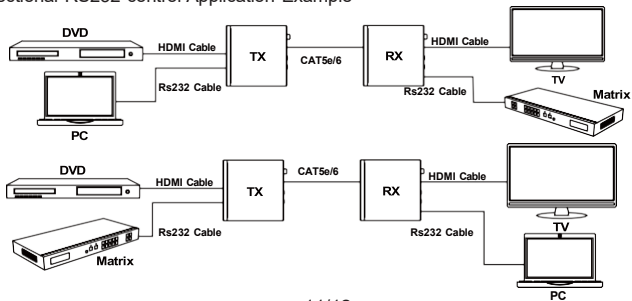 RS232 control Application Example
DVD
HDMI Cable
TX
CAT5e/6
RX
HDMI Cable
TV
Rs232 Cable
PC
Rs232 Cable
Matrix
DVD
HDMI Cable
TX
CAT5e/6
RX
HDMI Cable
TV
Rs232 Cable
Matrix
Rs232 Cable
PC